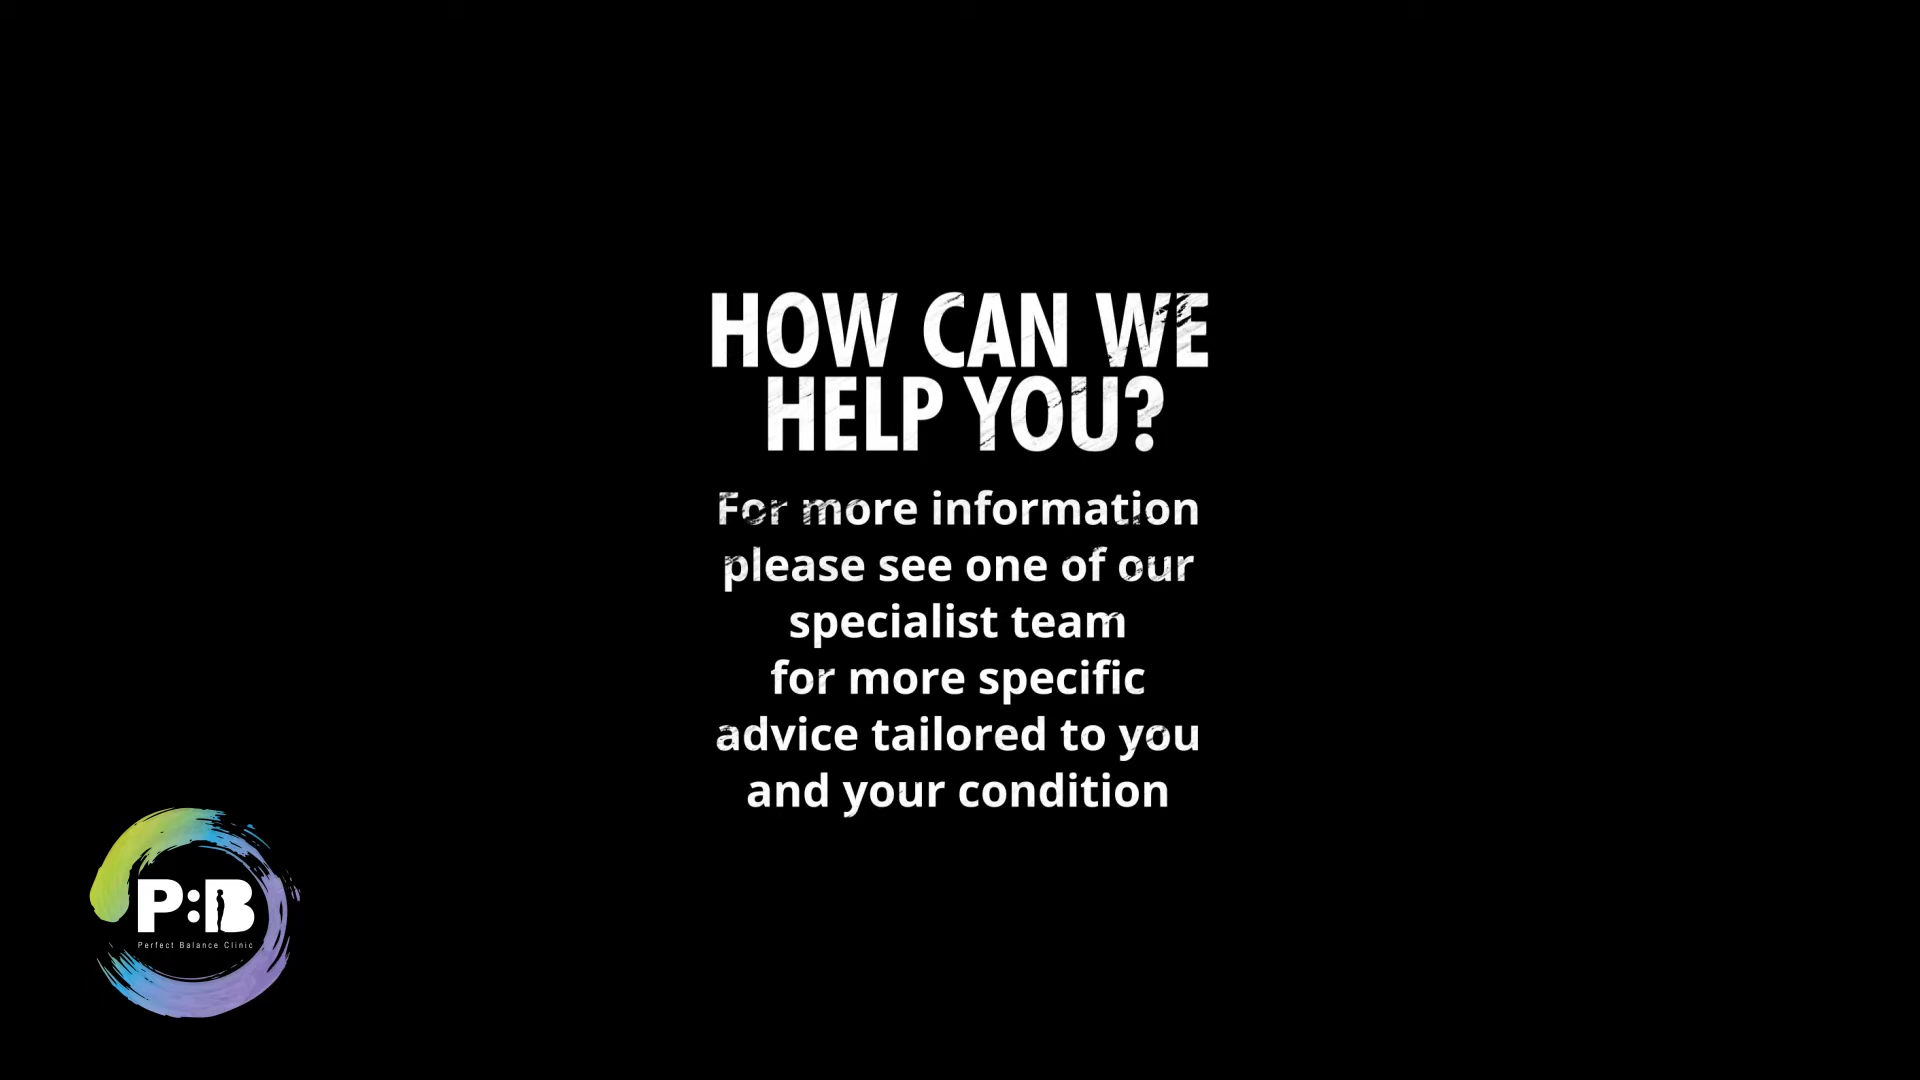 HOW CAN WE
HELP YOU?
For more information
please see one of our
specialist team
for more specific
advice tailored to you
and your condition
P:B
Perfect Balance Clinic